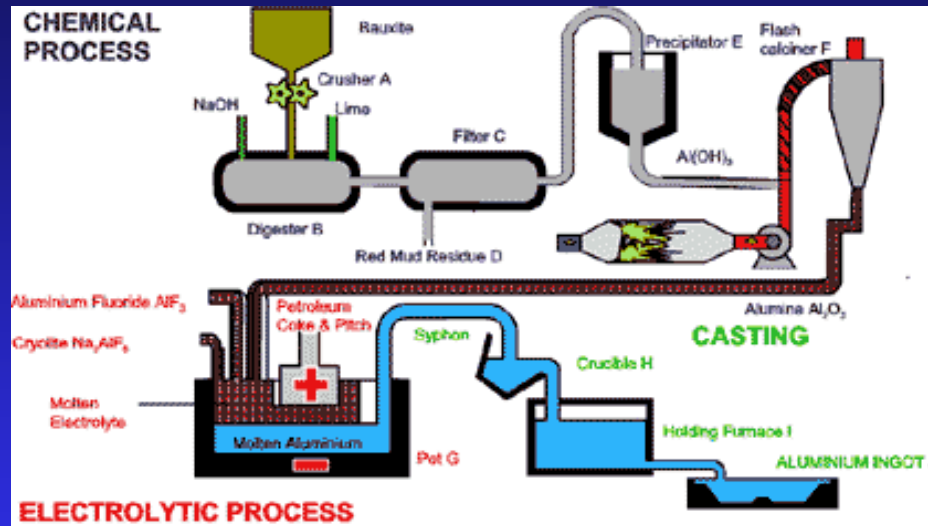 CHEMICAL
PROCESS
Bauxite
Crusher A
NaOH
Lime
Precipitator E
Flash
calciner F
Filter C
Al(OH)₃
Digester B
Red Mud Residue D
Aluminium Fluoride AlF₃
Petroleum
Coke & Pitch
Alumina Al₂O₃
CASTING
Cryolite Na₃AlF₆
Syphon
Crucible H
Molten
Electrolyte
Holding Furnace I
Molten Aluminium
Pot G
ALUMINIUM INGOT
ELECTROLYTIC PROCESS